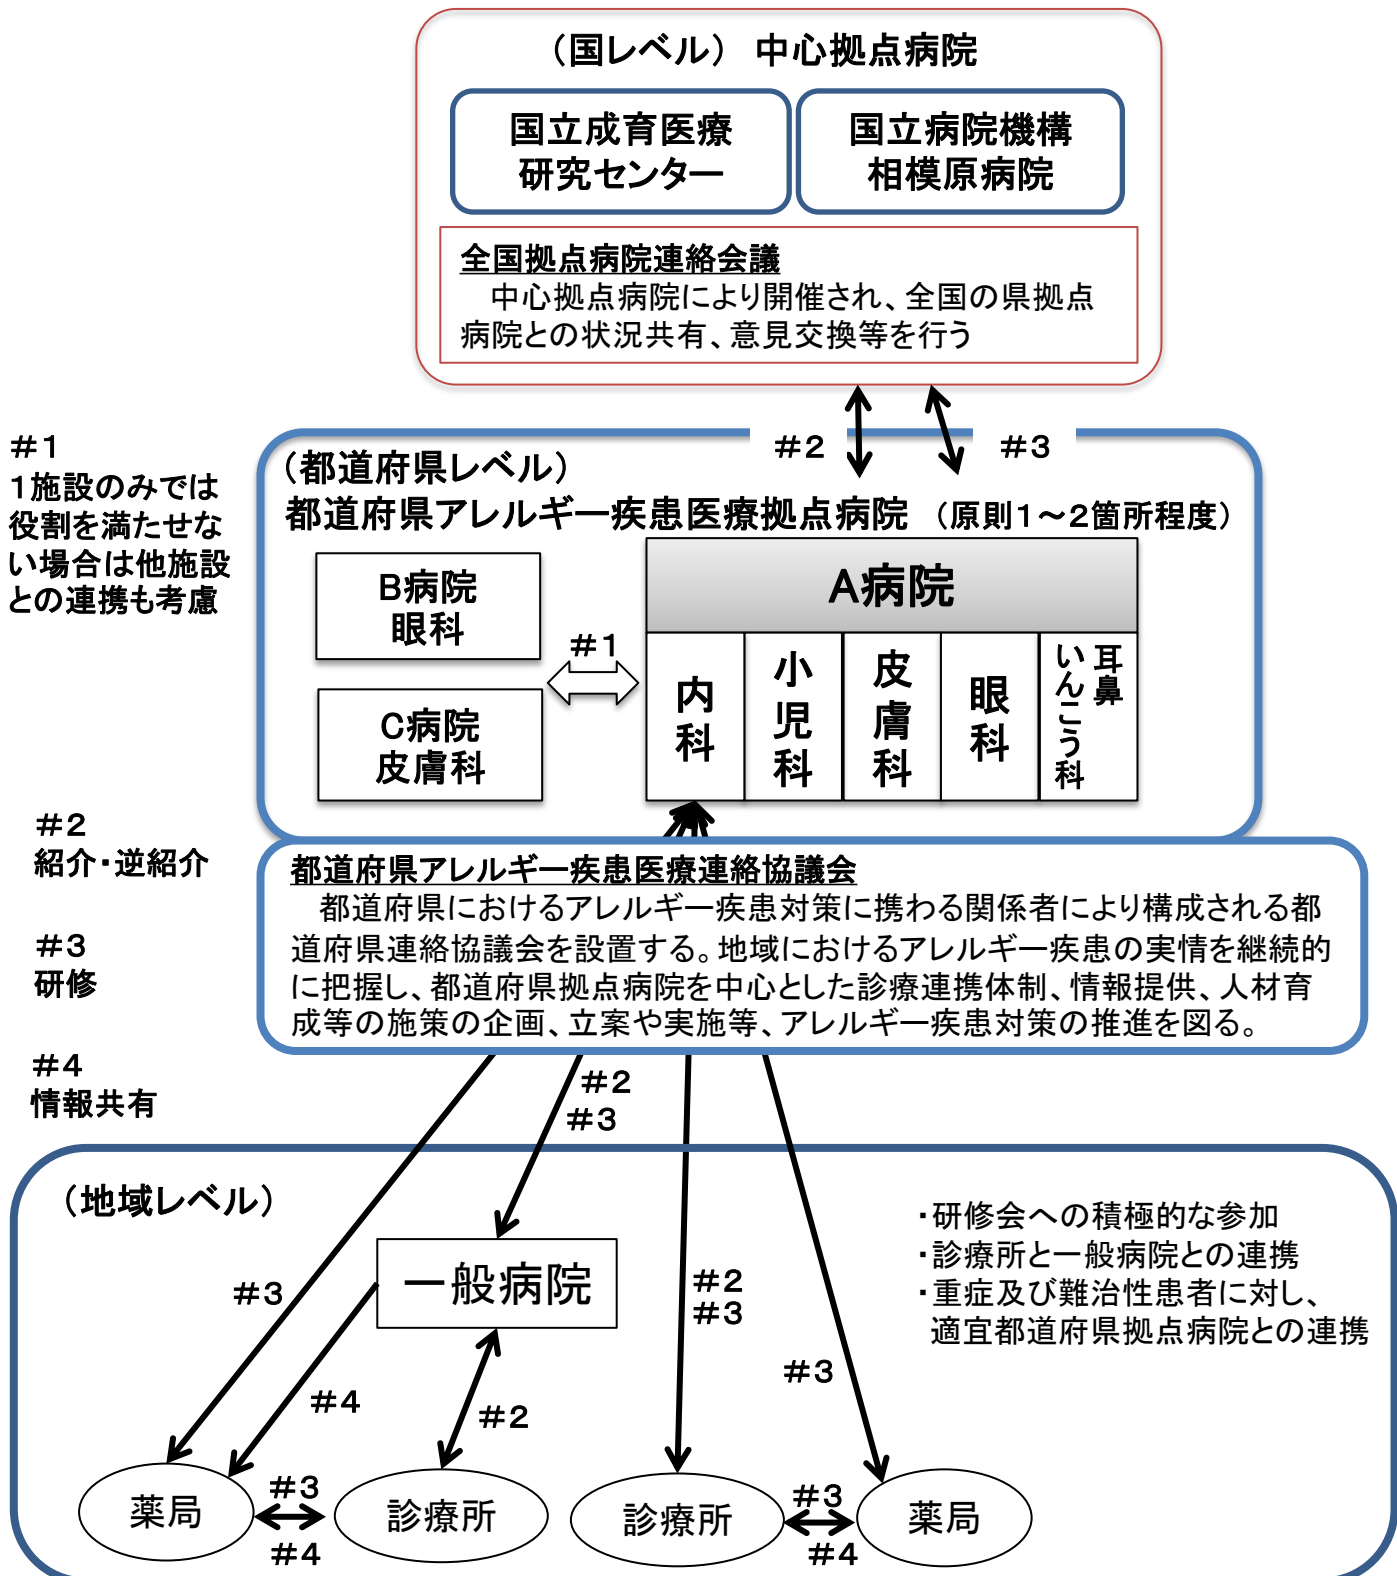 （国レベル） 中心拠点病院
国立成育医療
研究センター
国立病院機構
相模原病院
全国拠点病院連絡会議
　中心拠点病院により開催され、全国の県拠点
病院との状況共有、意見交換等を行う
＃2
＃3
＃1
1施設のみでは
役割を満たせな
い場合は他施設
との連携も考慮
（都道府県レベル）
都道府県アレルギー疾患医療拠点病院 （原則1～2箇所程度）
B病院
眼科
C病院
皮膚科
＃1
A病院
内科
小児科
皮膚科
眼科
耳鼻
いんこう科
＃2
紹介・逆紹介
＃3
研修
＃4
情報共有
都道府県アレルギー疾患医療連絡協議会
　都道府県におけるアレルギー疾患対策に携わる関係者により構成される都
道府県連絡協議会を設置する。地域におけるアレルギー疾患の実情を継続的
に把握し、都道府県拠点病院を中心とした診療連携体制、情報提供、人材育
成等の施策の企画、立案や実施等、アレルギー疾患対策の推進を図る。
＃2
＃3
（地域レベル）
・研修会への積極的な参加
・診療所と一般病院との連携
・重症及び難治性患者に対し、
適宜都道府県拠点病院との連携
一般病院
＃3
＃2
＃3
＃3
＃4
＃2
薬局
＃3
＃4
診療所
診療所
＃3
＃4
薬局